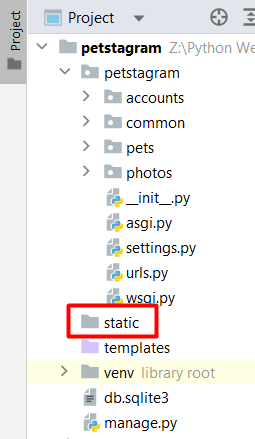 Project
Project
petstagram Z:\Python We
petstagram
accounts
common
pets
photos
__init__.py
asgi.py
settings.py
urls.py
wsgi.py
static
templates
venv library root
db.sqlite3
manage.py